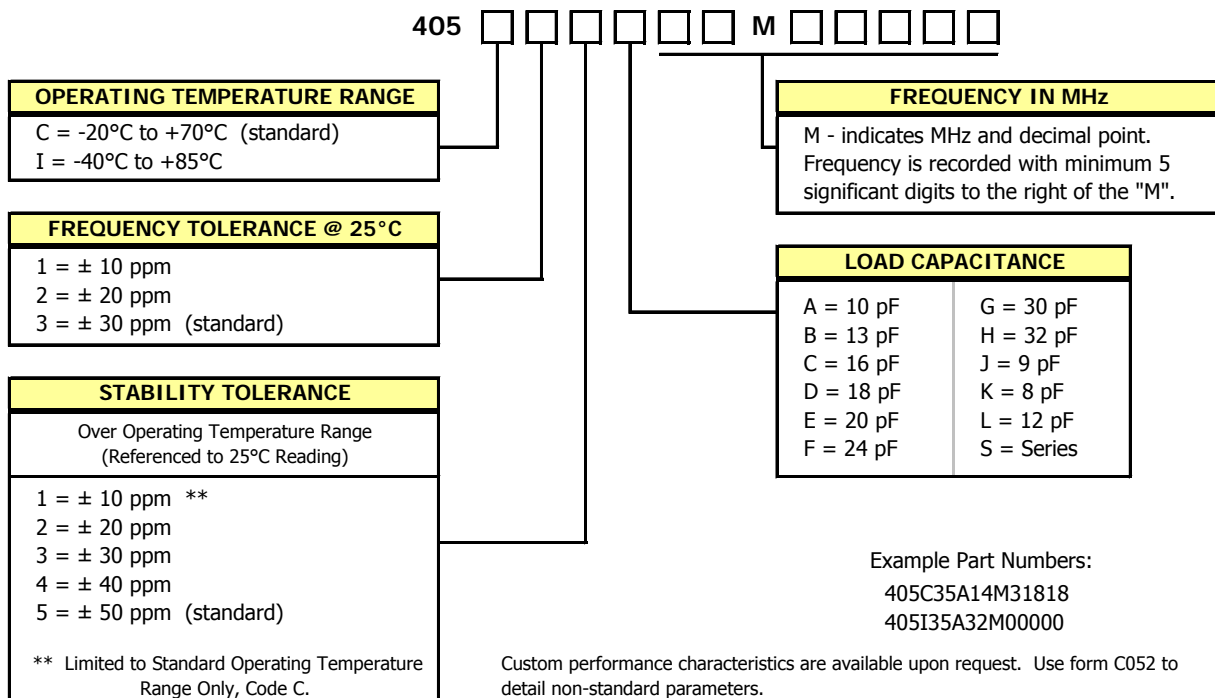 405 M
OPERATING TEMPERATURE RANGE
C = -20°C to +70°C (standard)
I = -40°C to +85°C
FREQUENCY TOLERANCE @ 25°C
1 = ± 10 ppm
2 = ± 20 ppm
3 = ± 30 ppm (standard)
STABILITY TOLERANCE
Over Operating Temperature Range
(Referenced to 25°C Reading)
1 = ± 10 ppm **
2 = ± 20 ppm
3 = ± 30 ppm
4 = ± 40 ppm
5 = ± 50 ppm (standard)
** Limited to Standard Operating Temperature
Range Only, Code C.
FREQUENCY IN MHz
M - indicates MHz and decimal point.
Frequency is recorded with minimum 5
significant digits to the right of the "M".
LOAD CAPACITANCE
A = 10 pF
B = 13 pF
C = 16 pF
D = 18 pF
E = 20 pF
F = 24 pF
G = 30 pF
H = 32 pF
J = 9 pF
K = 8 pF
L = 12 pF
S = Series
Example Part Numbers:
405C35A14M31818
405I35A32M00000
Custom performance characteristics are available upon request. Use form C052 to
detail non-standard parameters.